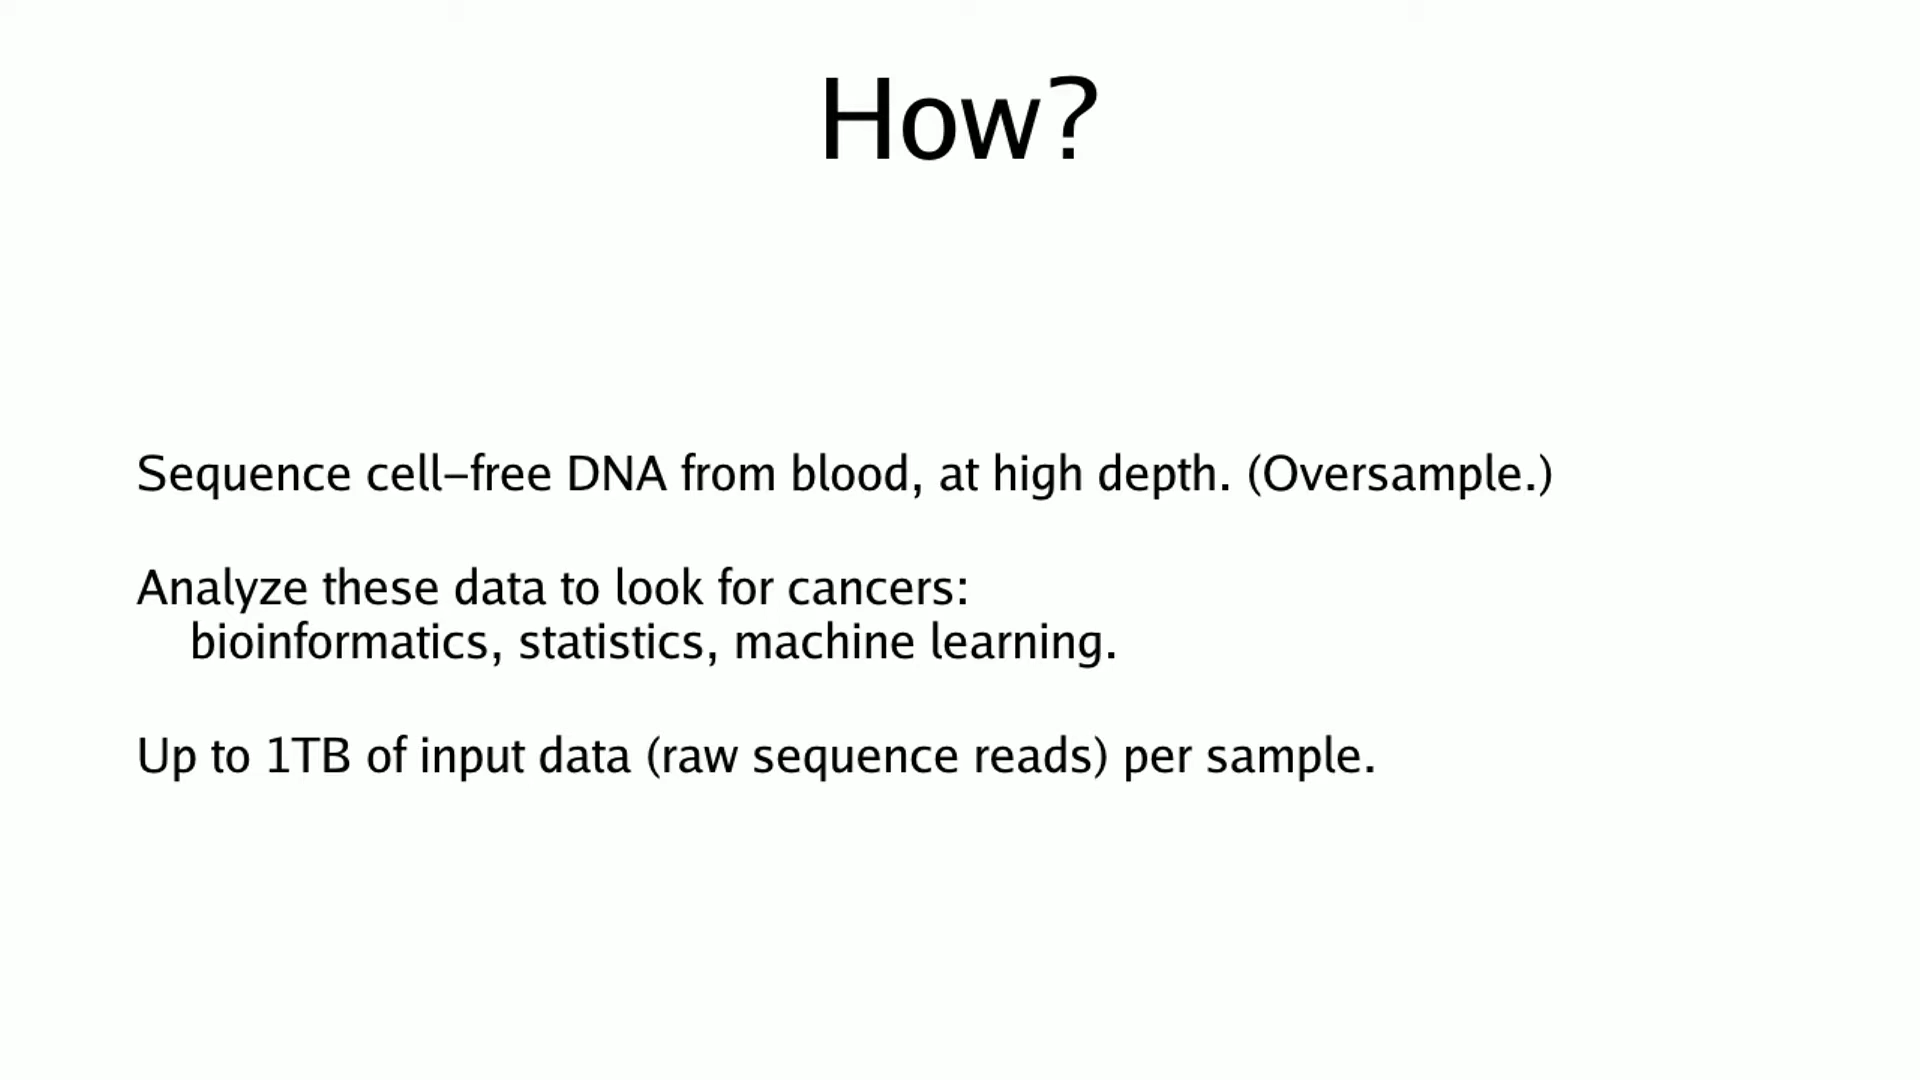 How?
Sequence cell–free DNA from blood, at high depth. (Oversample.)
Analyze these data to look for cancers:
bioinformatics, statistics, machine learning.
Up to 1TB of input data (raw sequence reads) per sample.